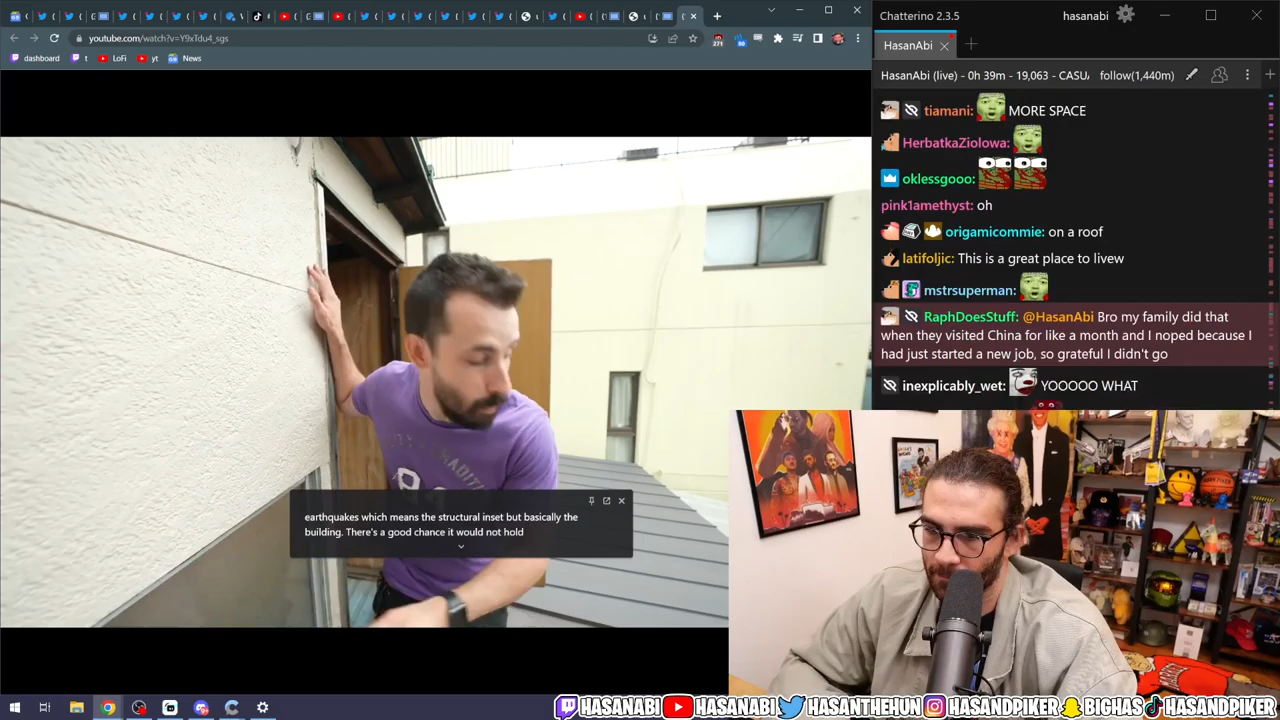 youtube.com/watch?v=Y9xTdu4_sgs
271
80
dashboard
t
LoFi
yt
News
Chatterino 2.3.5
hasanabi
HasanAbi
HasanAbi (live) - 0h 39m - 19,063 - CASU
follow(1,440m)
tiamani: MORE SPACE
HerbatkaZiolowa:
oklessgooo:
pink1amethyst: oh
origamicommie: on a roof
latifoljic: This is a great place to livew
mstrsuperman:
RaphDoesStuff: @HasanAbi Bro my family did that
when they visited China for like a month and I noped because I
had just started a new job, so grateful I didn't go
inexplicably_wet: YOOOOO WHAT
earthquakes which means the structural inset but basically the
building. There's a good chance it would not hold
HASANABI
HASANABI
HASANTHEHUN
HASANDPIKER
BIGHAS
HASANDPIKER